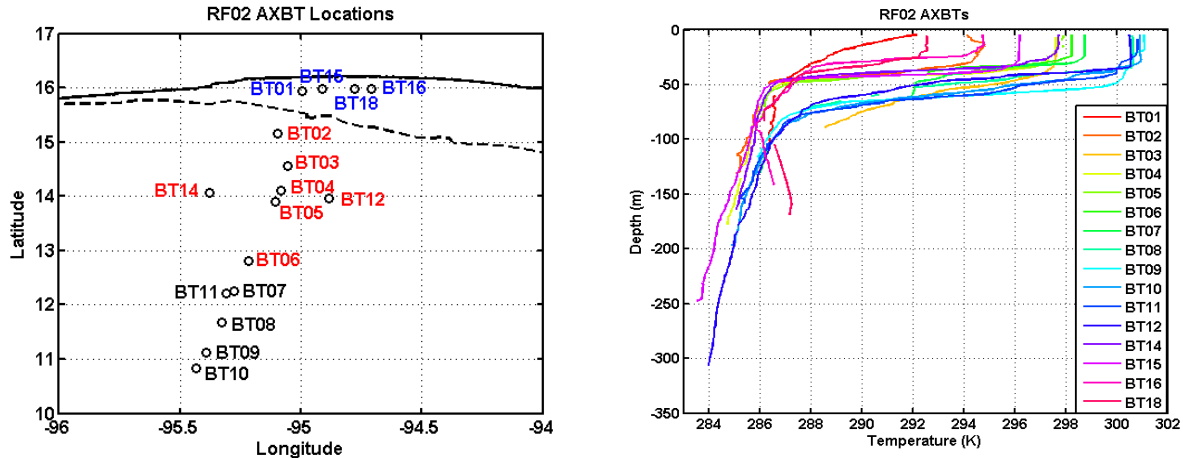 RF02 AXBT Locations
17
16
15
14
13
12
11
10
Latitude
BT15
BT01
BT16
BT18
BT02
BT03
BT04
BT14
BT12
BT05
BT06
BT11
BT07
BT08
BT09
BT10
-96
-95.5
-95
-94.5
-94
Longitude
RF02 AXBTs
0
-50
-100
-150
-200
-250
-300
-350
Depth (m)
BT01
BT02
BT03
BT04
BT05
BT06
BT07
BT08
BT09
BT10
BT11
BT12
BT14
BT15
BT16
BT18
284
286
288
290
292
294
296
298
300
302
Temperature (K)